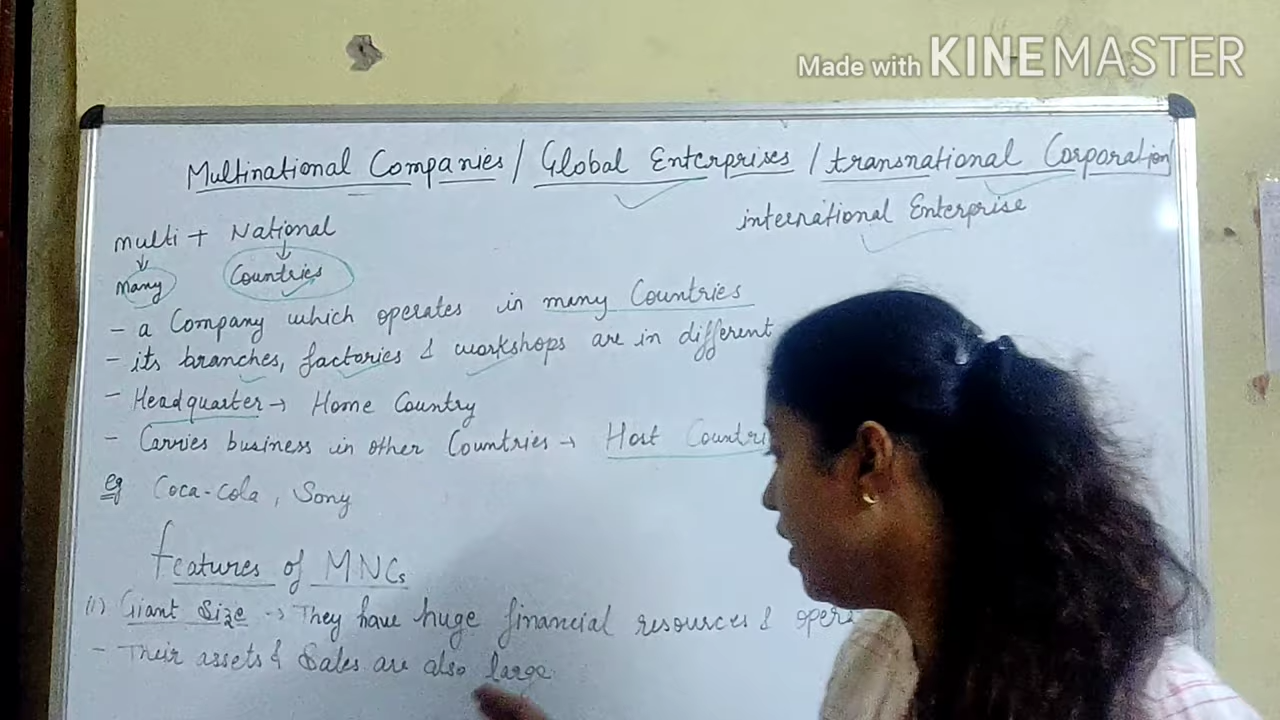 Made with KINEMASTER
Multinational Companies / Global Enterprises / transnational Corporation
international Enterprise
Multi + National
Many Countries
- a Company which operates in many Countries
- its branches, factories & workshops are in different
- Headquarter → Home Country
- Carries business in other Countries → Host Countri
eg Coca-Cola, Sony
features of MNCs
(i) Giant Size → They have huge financial resources & opera
- Their assets & Sales are also large